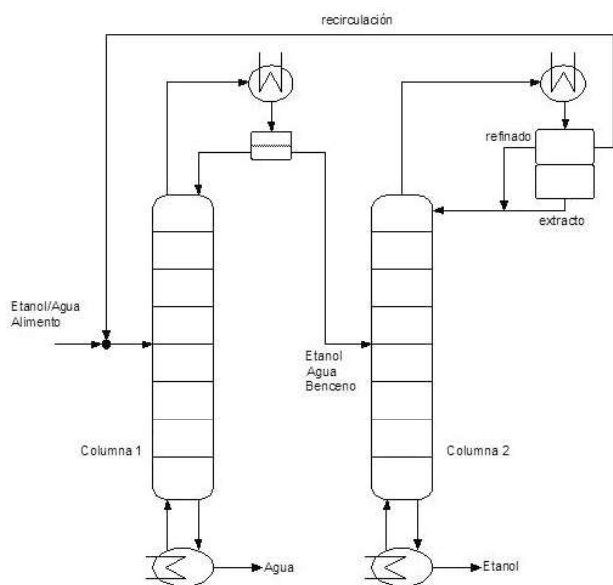 recirculación
refinado
extracto
Etanol/Agua
Alimento
Etanol
Agua
Benceno
Columna 1
Columna 2
Agua
Etanol